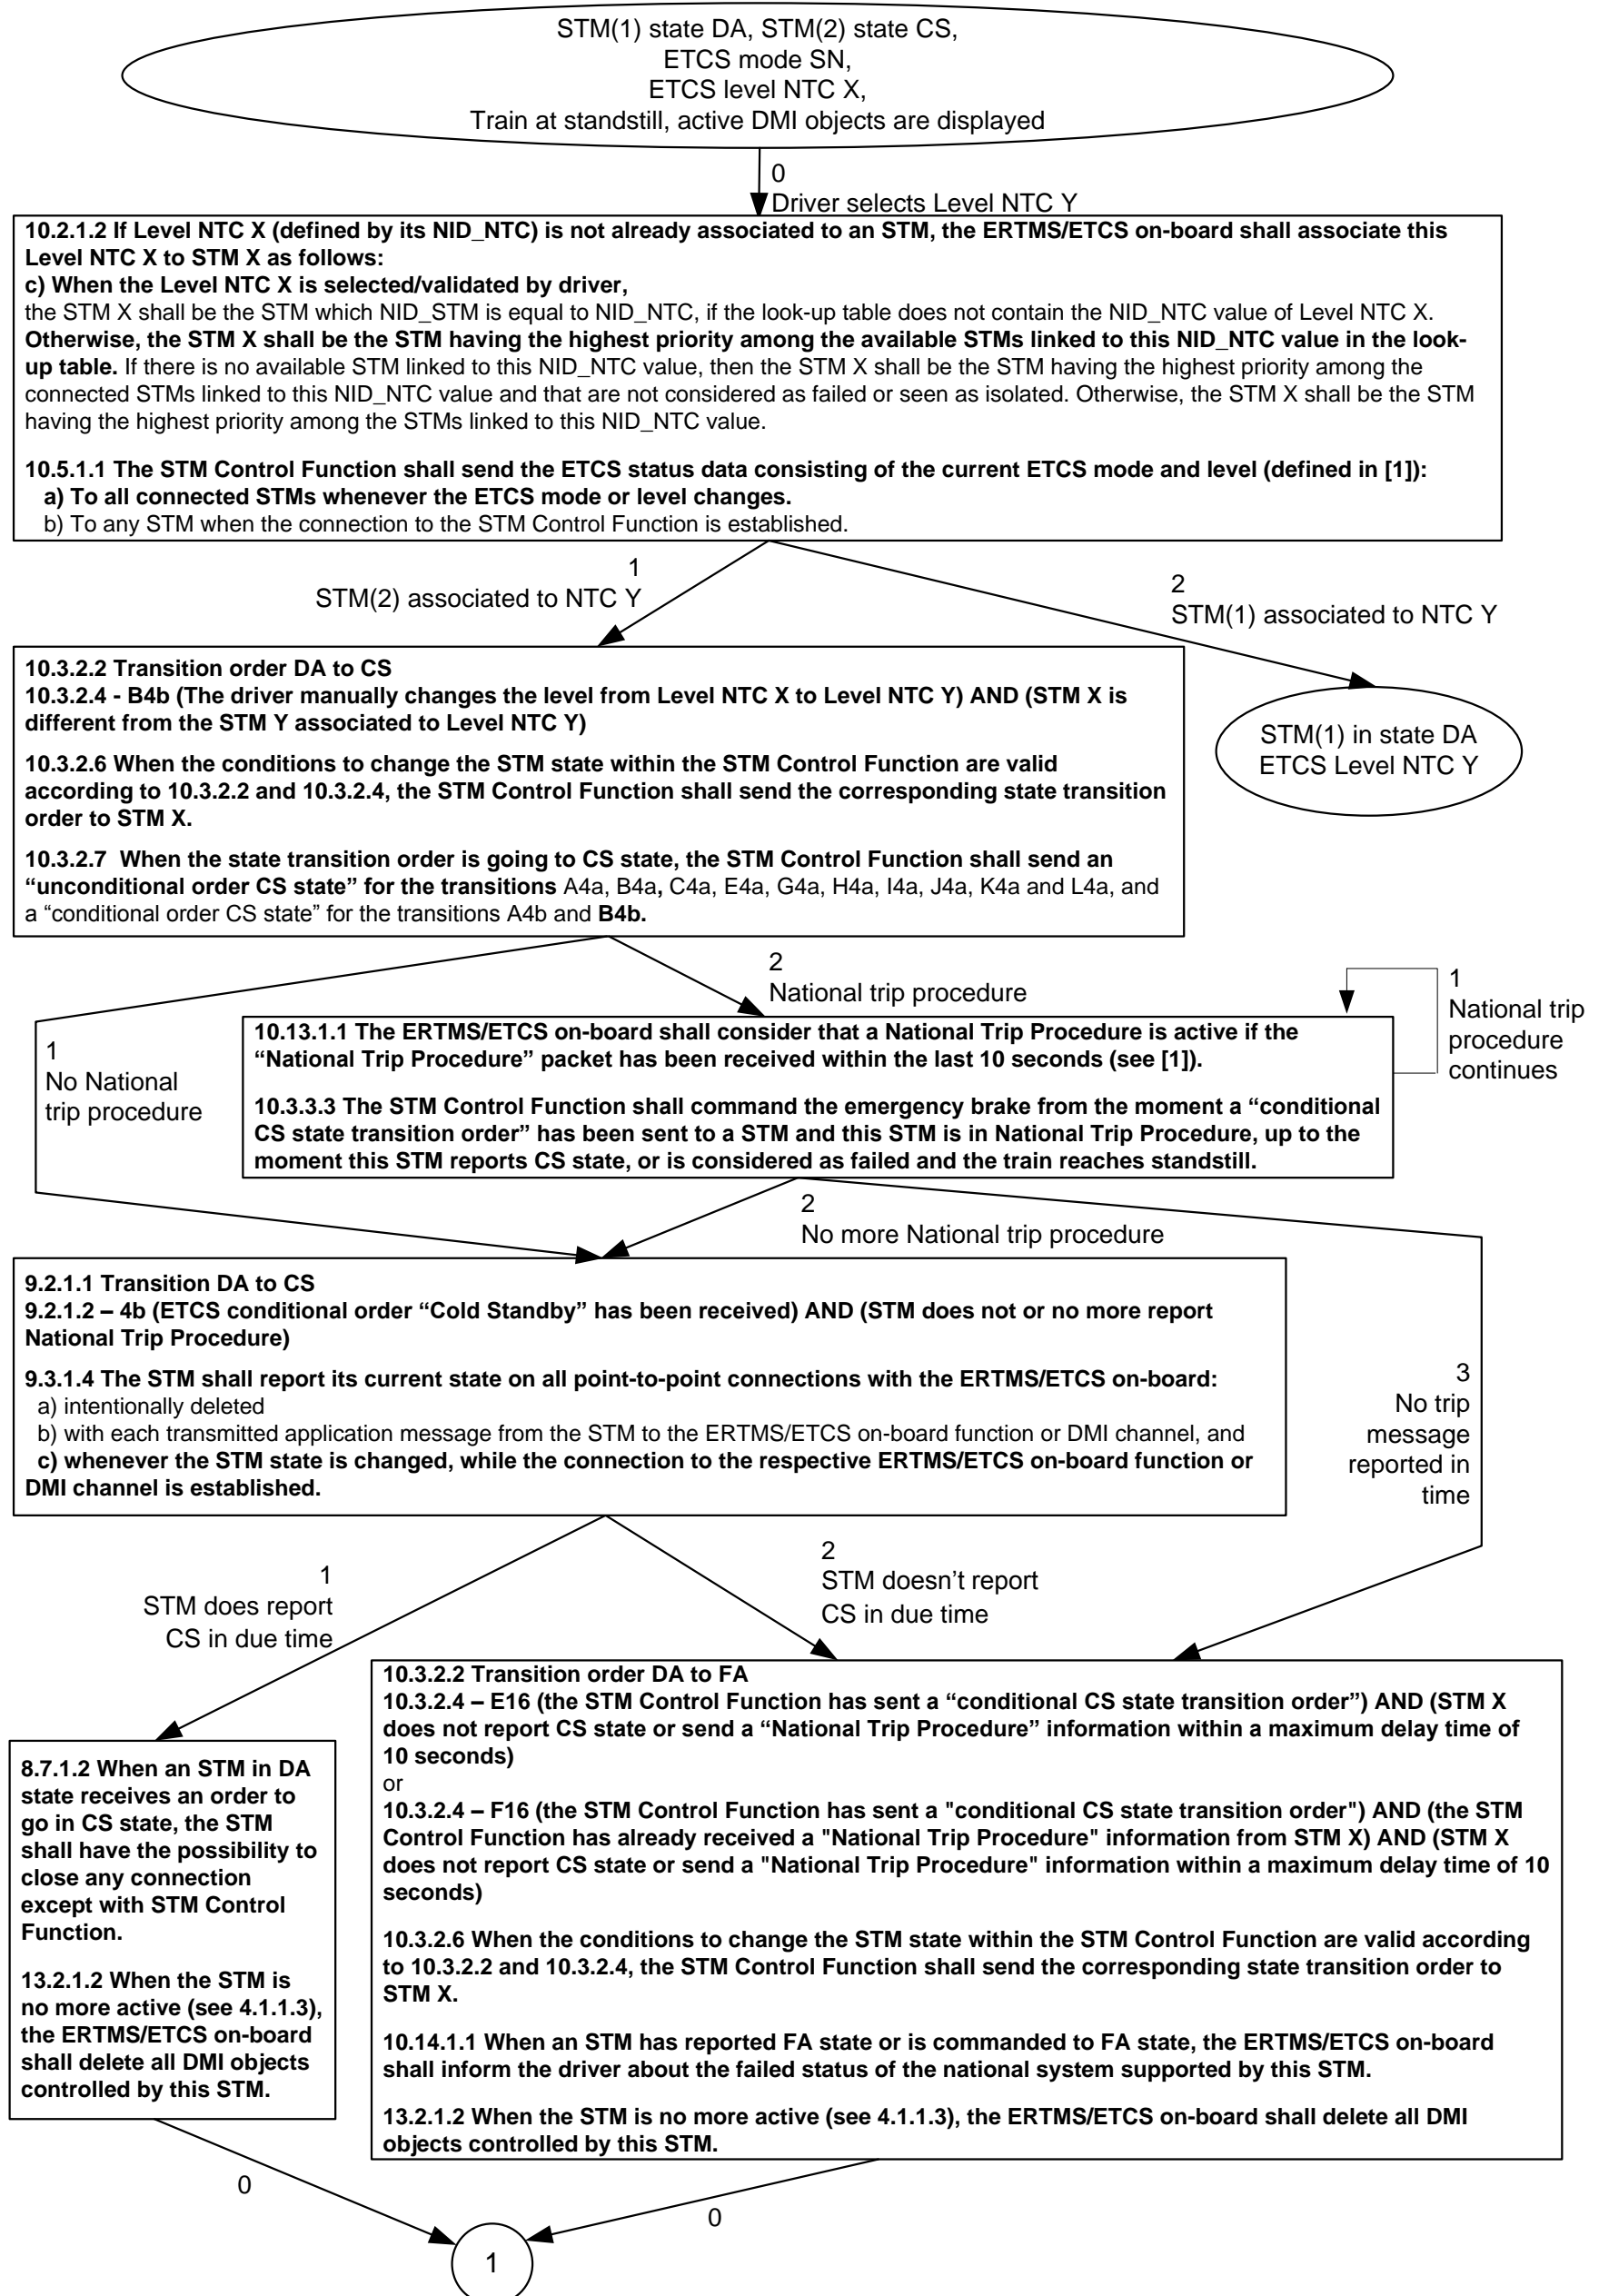 STM(1) state DA, STM(2) state CS,
ETCS mode SN,
ETCS level NTC X,
Train at standstill, active DMI objects are displayed
0
Driver selects Level NTC Y
10.2.1.2 If Level NTC X (defined by its NID_NTC) is not already associated to an STM, the ERTMS/ETCS on-board shall associate this
Level NTC X to STM X as follows:
c) When the Level NTC X is selected/validated by driver,
the STM X shall be the STM which NID_STM is equal to NID_NTC, if the look-up table does not contain the NID_NTC value of Level NTC X.
Otherwise, the STM X shall be the STM having the highest priority among the available STMs linked to this NID_NTC value in the look-
up table. If there is no available STM linked to this NID_NTC value, then the STM X shall be the STM having the highest priority among the
connected STMs linked to this NID_NTC value and that are not considered as failed or seen as isolated. Otherwise, the STM X shall be the STM
having the highest priority among the STMs linked to this NID_NTC value.
10.5.1.1 The STM Control Function shall send the ETCS status data consisting of the current ETCS mode and level (defined in [1]):
a) To all connected STMs whenever the ETCS mode or level changes.
b) To any STM when the connection to the STM Control Function is established.
1
STM(2) associated to NTC Y
2
STM(1) associated to NTC Y
10.3.2.2 Transition order DA to CS
10.3.2.4 - B4b (The driver manually changes the level from Level NTC X to Level NTC Y) AND (STM X is
different from the STM Y associated to Level NTC Y)
10.3.2.6 When the conditions to change the STM state within the STM Control Function are valid
according to 10.3.2.2 and 10.3.2.4, the STM Control Function shall send the corresponding state transition
order to STM X.
10.3.2.7 When the state transition order is going to CS state, the STM Control Function shall send an
“unconditional order CS state” for the transitions A4a, B4a, C4a, E4a, G4a, H4a, I4a, J4a, K4a and L4a, and
a “conditional order CS state” for the transitions A4b and B4b.
STM(1) in state DA
ETCS Level NTC Y
2
National trip procedure
1
National trip
procedure
continues
1
No National
trip procedure
10.13.1.1 The ERTMS/ETCS on-board shall consider that a National Trip Procedure is active if the
“National Trip Procedure” packet has been received within the last 10 seconds (see [1]).
10.3.3.3 The STM Control Function shall command the emergency brake from the moment a “conditional
CS state transition order” has been sent to a STM and this STM is in National Trip Procedure, up to the
moment this STM reports CS state, or is considered as failed and the train reaches standstill.
2
No more National trip procedure
9.2.1.1 Transition DA to CS
9.2.1.2 – 4b (ETCS conditional order “Cold Standby” has been received) AND (STM does not or no more report
National Trip Procedure)
9.3.1.4 The STM shall report its current state on all point-to-point connections with the ERTMS/ETCS on-board:
a) intentionally deleted
b) with each transmitted application message from the STM to the ERTMS/ETCS on-board function or DMI channel, and
c) whenever the STM state is changed, while the connection to the respective ERTMS/ETCS on-board function or
DMI channel is established.
3
No trip
message
reported in
time
1
STM does report
CS in due time
2
STM doesn’t report
CS in due time
8.7.1.2 When an STM in DA
state receives an order to
go in CS state, the STM
shall have the possibility to
close any connection
except with STM Control
Function.
13.2.1.2 When the STM is
no more active (see 4.1.1.3),
the ERTMS/ETCS on-board
shall delete all DMI objects
controlled by this STM.
10.3.2.2 Transition order DA to FA
10.3.2.4 – E16 (the STM Control Function has sent a “conditional CS state transition order”) AND (STM X
does not report CS state or send a “National Trip Procedure” information within a maximum delay time of
10 seconds)
or
10.3.2.4 – F16 (the STM Control Function has sent a "conditional CS state transition order") AND (the STM
Control Function has already received a "National Trip Procedure" information from STM X) AND (STM X
does not report CS state or send a "National Trip Procedure" information within a maximum delay time of 10
seconds)
10.3.2.6 When the conditions to change the STM state within the STM Control Function are valid according
to 10.3.2.2 and 10.3.2.4, the STM Control Function shall send the corresponding state transition order to
STM X.
10.14.1.1 When an STM has reported FA state or is commanded to FA state, the ERTMS/ETCS on-board
shall inform the driver about the failed status of the national system supported by this STM.
13.2.1.2 When the STM is no more active (see 4.1.1.3), the ERTMS/ETCS on-board shall delete all DMI
objects controlled by this STM.
0
0
1